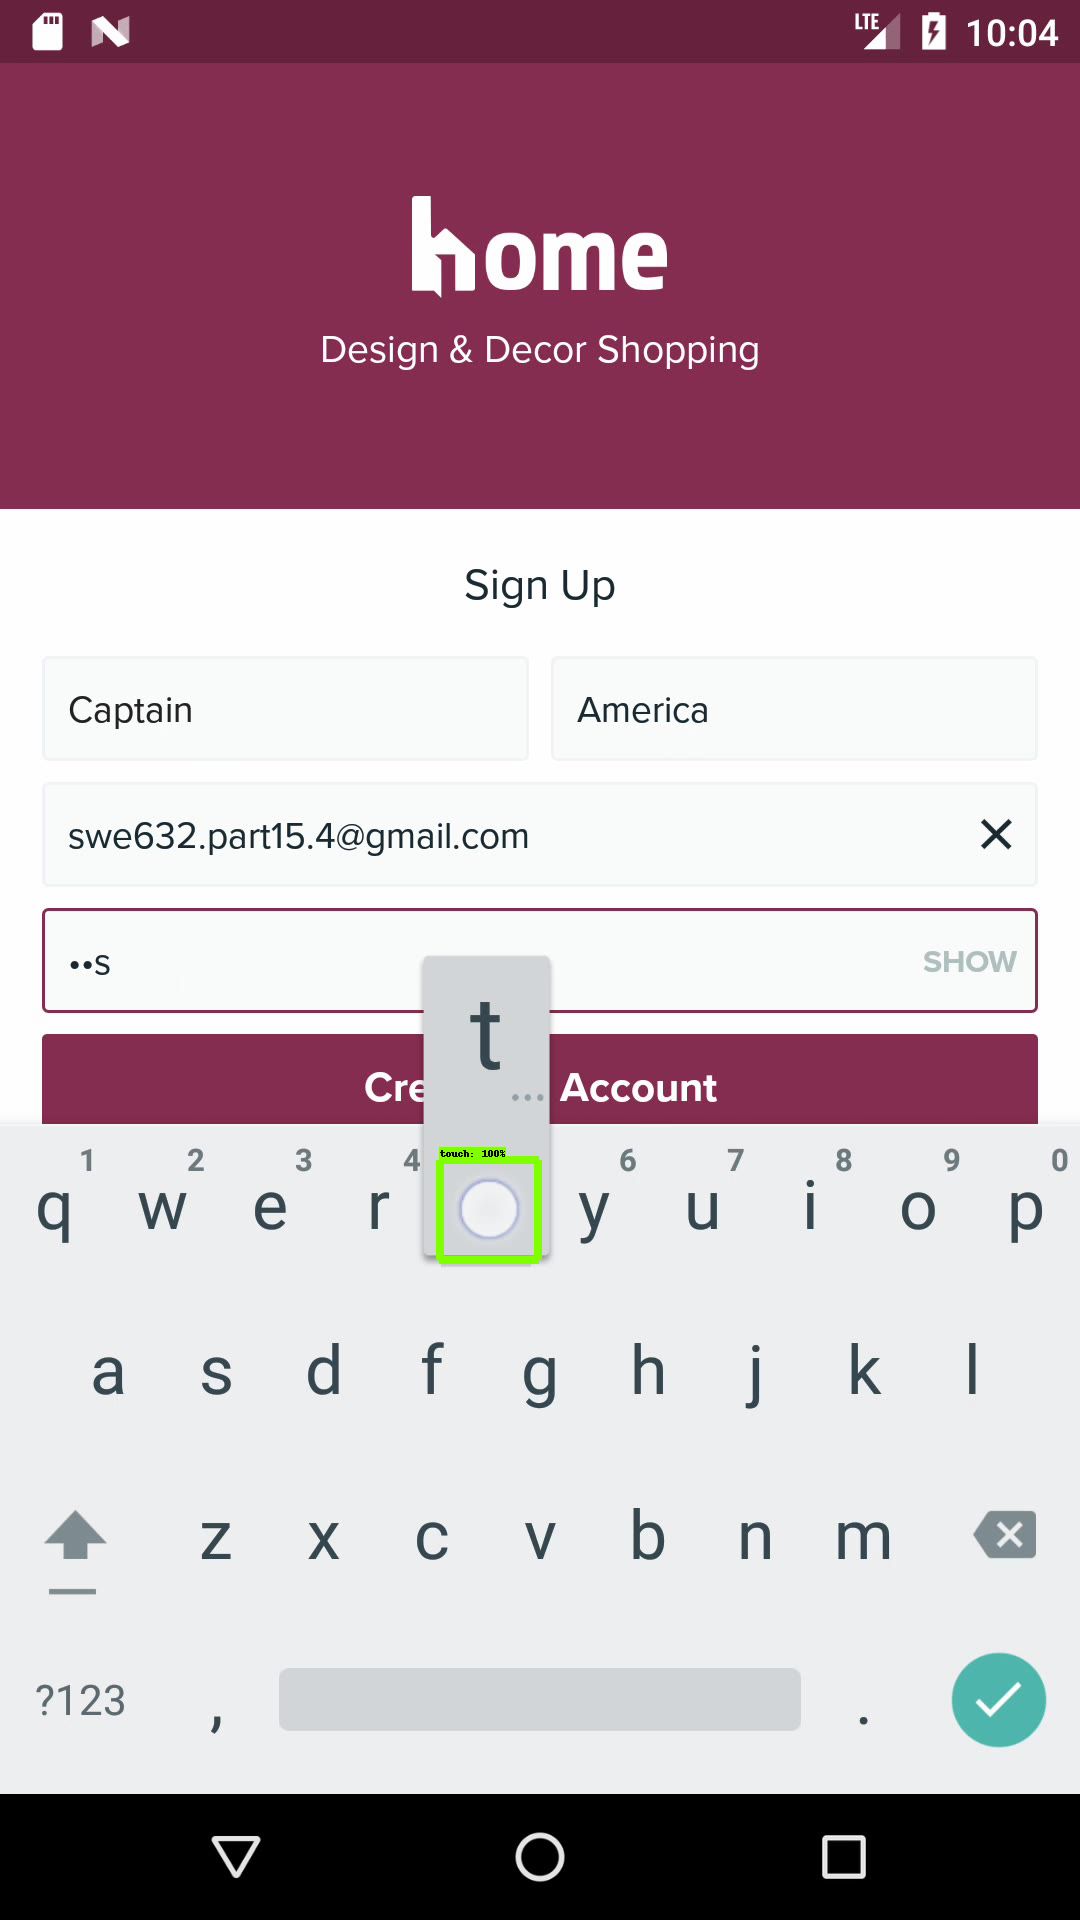 LTE 10:04
home
Design & Decor Shopping
Sign Up
Captain America
swe632.part15.4@gmail.com
••s SHOW
t
...
Cre Account
touch: 100%
1 2 3 4 6 7 8 9 0
q w e r y u i o p
a s d f g h j k l
z x c v b n m
?123 , .